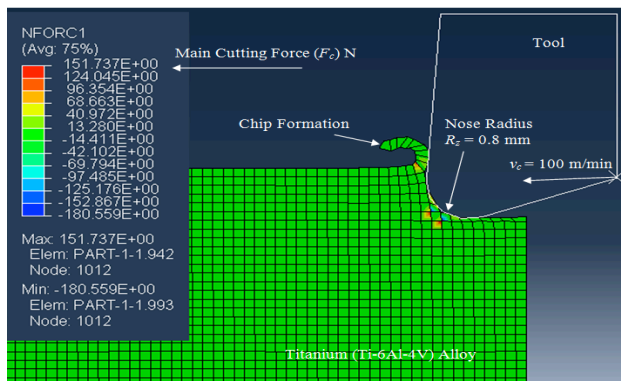 NFORC1
(Avg: 75%)
151.737E+00
124.045E+00
96.354E+00
68.663E+00
40.972E+00
13.280E+00
-14.411E+00
-42.102E+00
-69.794E+00
-97.485E+00
-125.176E+00
-152.867E+00
-180.559E+00
Max: 151.737E+00
Elem: PART-1-1.942
Node: 1012
Min: -180.559E+00
Elem: PART-1-1.993
Node: 1012
Main Cutting Force (Fc) N
Tool
Chip Formation
Nose Radius
Rz = 0.8 mm
vc = 100 m/min
Titanium (Ti-6Al-4V) Alloy